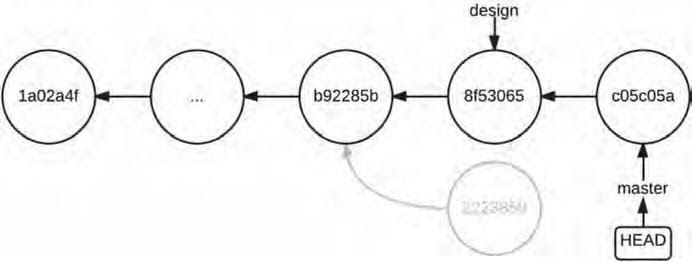 design
1a02a4f
...
b92285b
8f53065
c05c05a
master
HEAD